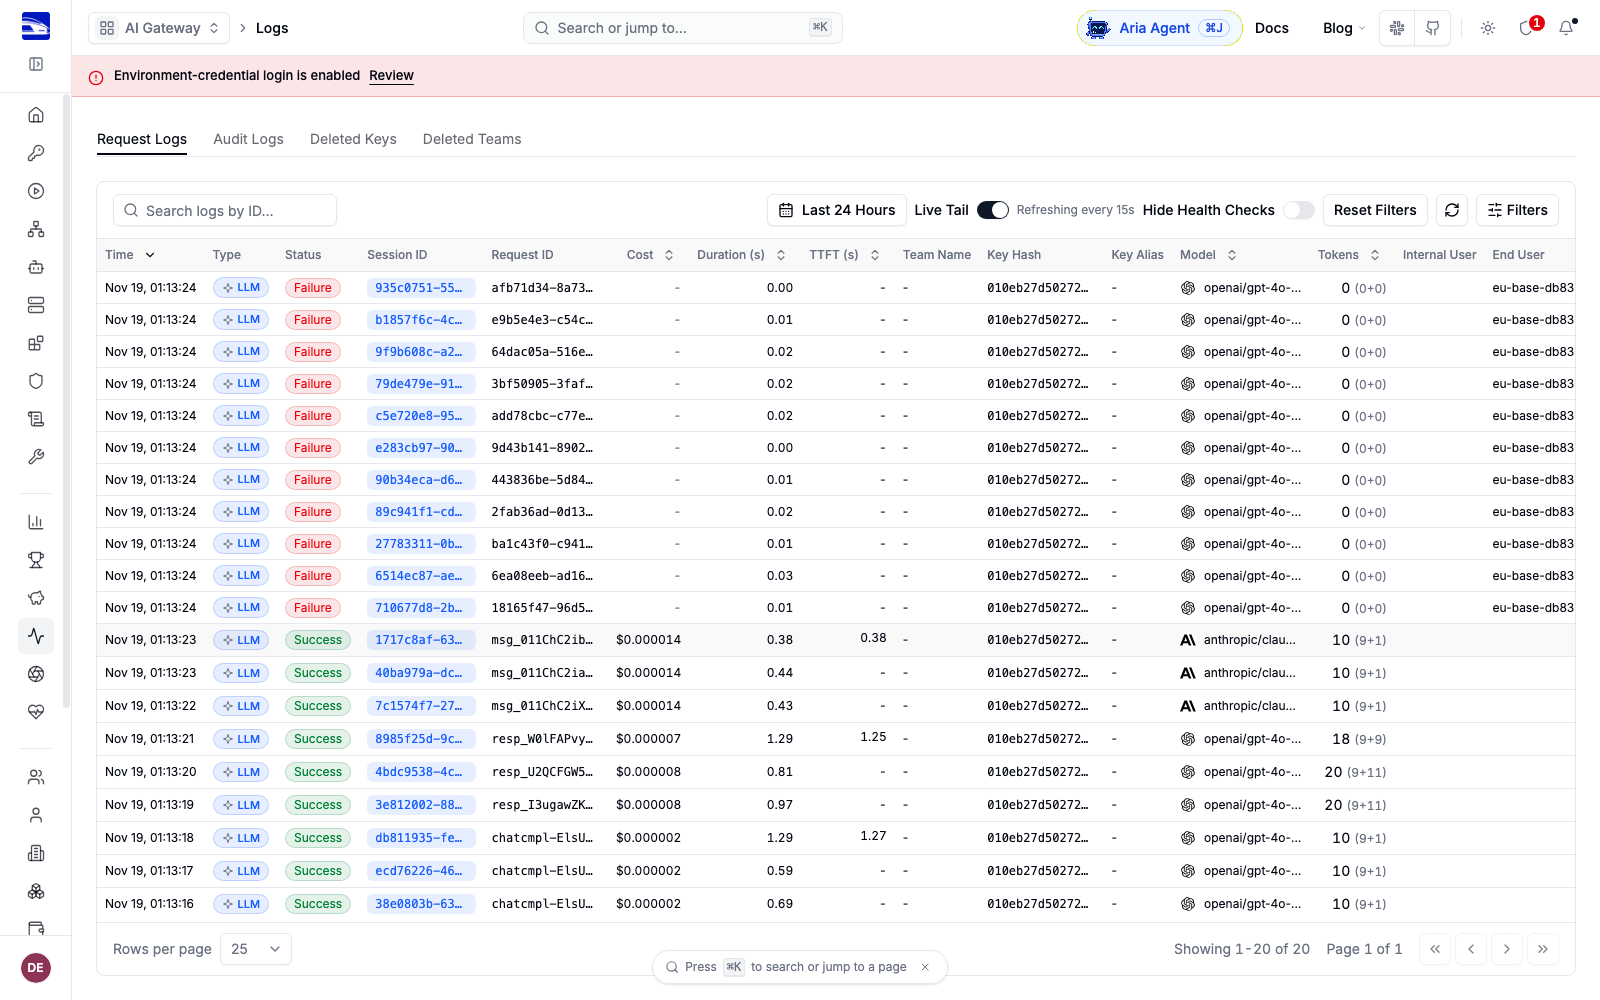 AI Gateway
Logs
Search or jump to...
⌘K
Aria Agent ⌘J
Docs
Blog
1
Environment-credential login is enabled Review
Request Logs
Audit Logs
Deleted Keys
Deleted Teams
Search logs by ID...
Last 24 Hours
Live Tail
Refreshing every 15s
Hide Health Checks
Reset Filters
Filters
Time Type Status Session ID Request ID Cost Duration (s) TTFT (s) Team Name Key Hash Key Alias Model Tokens Internal User End User
Nov 19, 01:13:24 LLM Failure 935c0751-55... afb71d34-8a73... - 0.00 - - 010eb27d50272... - openai/gpt-4o-... 0 (0+0) eu-base-db83
Nov 19, 01:13:24 LLM Failure b1857f6c-4c... e9b5e4e3-c54c... - 0.01 - - 010eb27d50272... - openai/gpt-4o-... 0 (0+0) eu-base-db83
Nov 19, 01:13:24 LLM Failure 9f9b608c-a2... 64dac05a-516e... - 0.02 - - 010eb27d50272... - openai/gpt-4o-... 0 (0+0) eu-base-db83
Nov 19, 01:13:24 LLM Failure 79de479e-91... 3bf50905-3faf... - 0.02 - - 010eb27d50272... - openai/gpt-4o-... 0 (0+0) eu-base-db83
Nov 19, 01:13:24 LLM Failure c5e720e8-95... add78cbc-c77e... - 0.02 - - 010eb27d50272... - openai/gpt-4o-... 0 (0+0) eu-base-db83
Nov 19, 01:13:24 LLM Failure e283cb97-90... 9d43b141-8902... - 0.00 - - 010eb27d50272... - openai/gpt-4o-... 0 (0+0) eu-base-db83
Nov 19, 01:13:24 LLM Failure 90b34eca-d6... 443836be-5d84... - 0.01 - - 010eb27d50272... - openai/gpt-4o-... 0 (0+0) eu-base-db83
Nov 19, 01:13:24 LLM Failure 89c941f1-cd... 2fab36ad-0d13... - 0.02 - - 010eb27d50272... - openai/gpt-4o-... 0 (0+0) eu-base-db83
Nov 19, 01:13:24 LLM Failure 27783311-0b... ba1c43f0-c941... - 0.01 - - 010eb27d50272... - openai/gpt-4o-... 0 (0+0) eu-base-db83
Nov 19, 01:13:24 LLM Failure 6514ec87-ae... 6ea08eeb-ad16... - 0.03 - - 010eb27d50272... - openai/gpt-4o-... 0 (0+0) eu-base-db83
Nov 19, 01:13:24 LLM Failure 710677d8-2b... 18165f47-96d5... - 0.01 - - 010eb27d50272... - openai/gpt-4o-... 0 (0+0) eu-base-db83
Nov 19, 01:13:23 LLM Success 1717c8af-63... msg_011ChC2ib... $0.000014 0.38 0.38 - 010eb27d50272... - anthropic/clau... 10 (9+1)
Nov 19, 01:13:23 LLM Success 40ba979a-dc... msg_011ChC2ia... $0.000014 0.44 - - 010eb27d50272... - anthropic/clau... 10 (9+1)
Nov 19, 01:13:22 LLM Success 7c1574f7-27... msg_011ChC2iX... $0.000014 0.43 - - 010eb27d50272... - anthropic/clau... 10 (9+1)
Nov 19, 01:13:21 LLM Success 8985f25d-9c... resp_W0lFAPvy... $0.000007 1.29 1.25 - 010eb27d50272... - openai/gpt-4o-... 18 (9+9)
Nov 19, 01:13:20 LLM Success 4bdc9538-4c... resp_U2QCFGW5... $0.000008 0.81 - - 010eb27d50272... - openai/gpt-4o-... 20 (9+11)
Nov 19, 01:13:19 LLM Success 3e812002-88... resp_I3ugawZK... $0.000008 0.97 - - 010eb27d50272... - openai/gpt-4o-... 20 (9+11)
Nov 19, 01:13:18 LLM Success db811935-fe... chatcmpl-ElsU... $0.000002 1.29 1.27 - 010eb27d50272... - openai/gpt-4o-... 10 (9+1)
Nov 19, 01:13:17 LLM Success ecd76226-46... chatcmpl-ElsU... $0.000002 0.59 - - 010eb27d50272... - openai/gpt-4o-... 10 (9+1)
Nov 19, 01:13:16 LLM Success 38e0803b-63... chatcmpl-ElsU... $0.000002 0.69 - - 010eb27d50272... - openai/gpt-4o-... 10 (9+1)
Rows per page 25
Showing 1-20 of 20
Page 1 of 1
Press ⌘K to search or jump to a page
DE